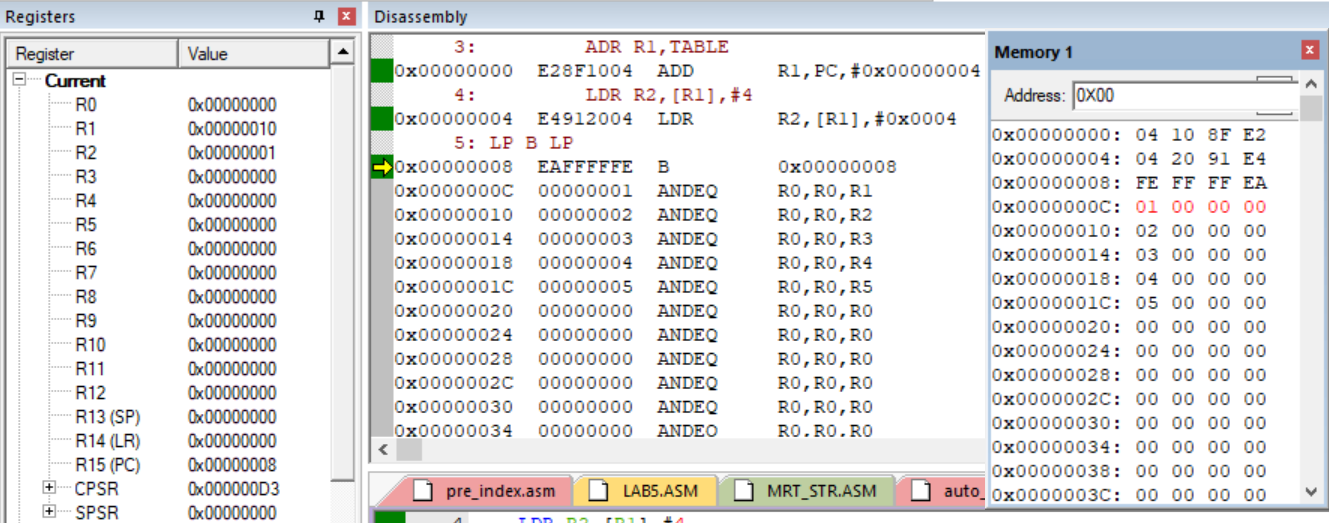 Registers
Register Value
Current
R0 0x00000000
R1 0x00000010
R2 0x00000001
R3 0x00000000
R4 0x00000000
R5 0x00000000
R6 0x00000000
R7 0x00000000
R8 0x00000000
R9 0x00000000
R10 0x00000000
R11 0x00000000
R12 0x00000000
R13 (SP) 0x00000000
R14 (LR) 0x00000000
R15 (PC) 0x00000008
CPSR 0x000000D3
SPSR 0x00000000
Disassembly
3: ADR R1,TABLE
0x00000000 E28F1004 ADD R1,PC,#0x00000004
4: LDR R2,[R1],#4
0x00000004 E4912004 LDR R2,[R1],#0x0004
5: LP B LP
0x00000008 EAFFFFFE B 0x00000008
0x0000000C 00000001 ANDEQ R0,R0,R1
0x00000010 00000002 ANDEQ R0,R0,R2
0x00000014 00000003 ANDEQ R0,R0,R3
0x00000018 00000004 ANDEQ R0,R0,R4
0x0000001C 00000005 ANDEQ R0,R0,R5
0x00000020 00000000 ANDEQ R0,R0,R0
0x00000024 00000000 ANDEQ R0,R0,R0
0x00000028 00000000 ANDEQ R0,R0,R0
0x0000002C 00000000 ANDEQ R0,R0,R0
0x00000030 00000000 ANDEQ R0,R0,R0
0x00000034 00000000 ANDEQ R0,R0,R0
pre_index.asm LAB5.ASM MRT_STR.ASM auto_
4 LDR R2,[R1],#4
Memory 1
Address: 0X00
0x00000000: 04 10 8F E2
0x00000004: 04 20 91 E4
0x00000008: FE FF FF EA
0x0000000C: 01 00 00 00
0x00000010: 02 00 00 00
0x00000014: 03 00 00 00
0x00000018: 04 00 00 00
0x0000001C: 05 00 00 00
0x00000020: 00 00 00 00
0x00000024: 00 00 00 00
0x00000028: 00 00 00 00
0x0000002C: 00 00 00 00
0x00000030: 00 00 00 00
0x00000034: 00 00 00 00
0x00000038: 00 00 00 00
0x0000003C: 00 00 00 00